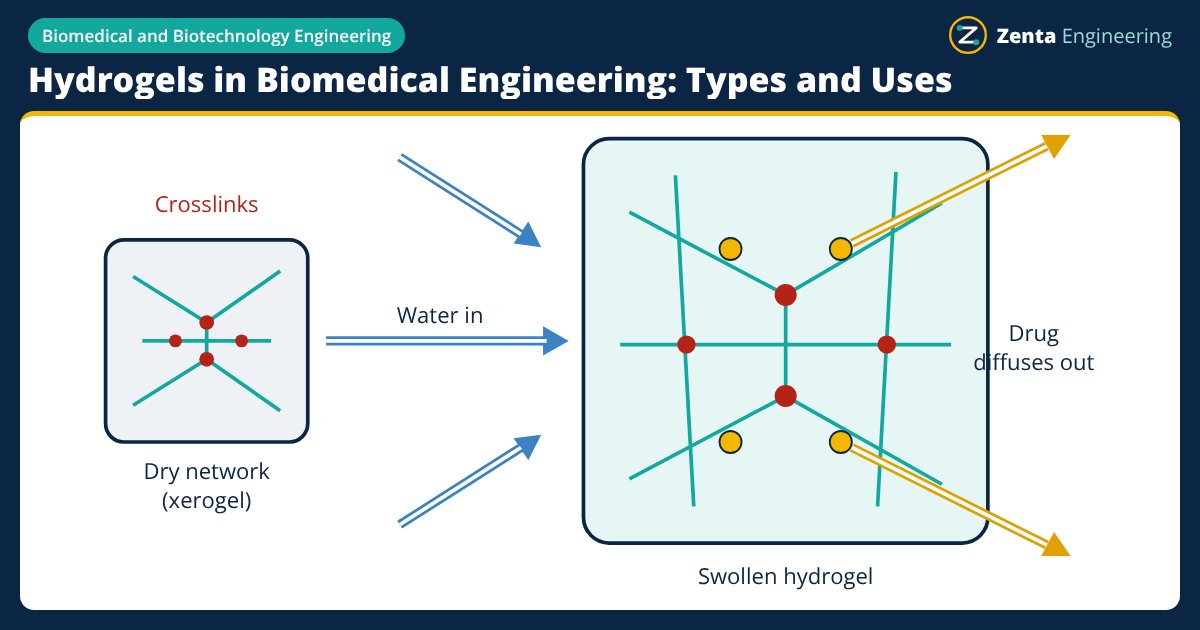 Biomedical and Biotechnology Engineering
Zenta Engineering
Hydrogels in Biomedical Engineering: Types and Uses
Crosslinks
Water in
Drug
diffuses out
Dry network
(xerogel)
Swollen hydrogel